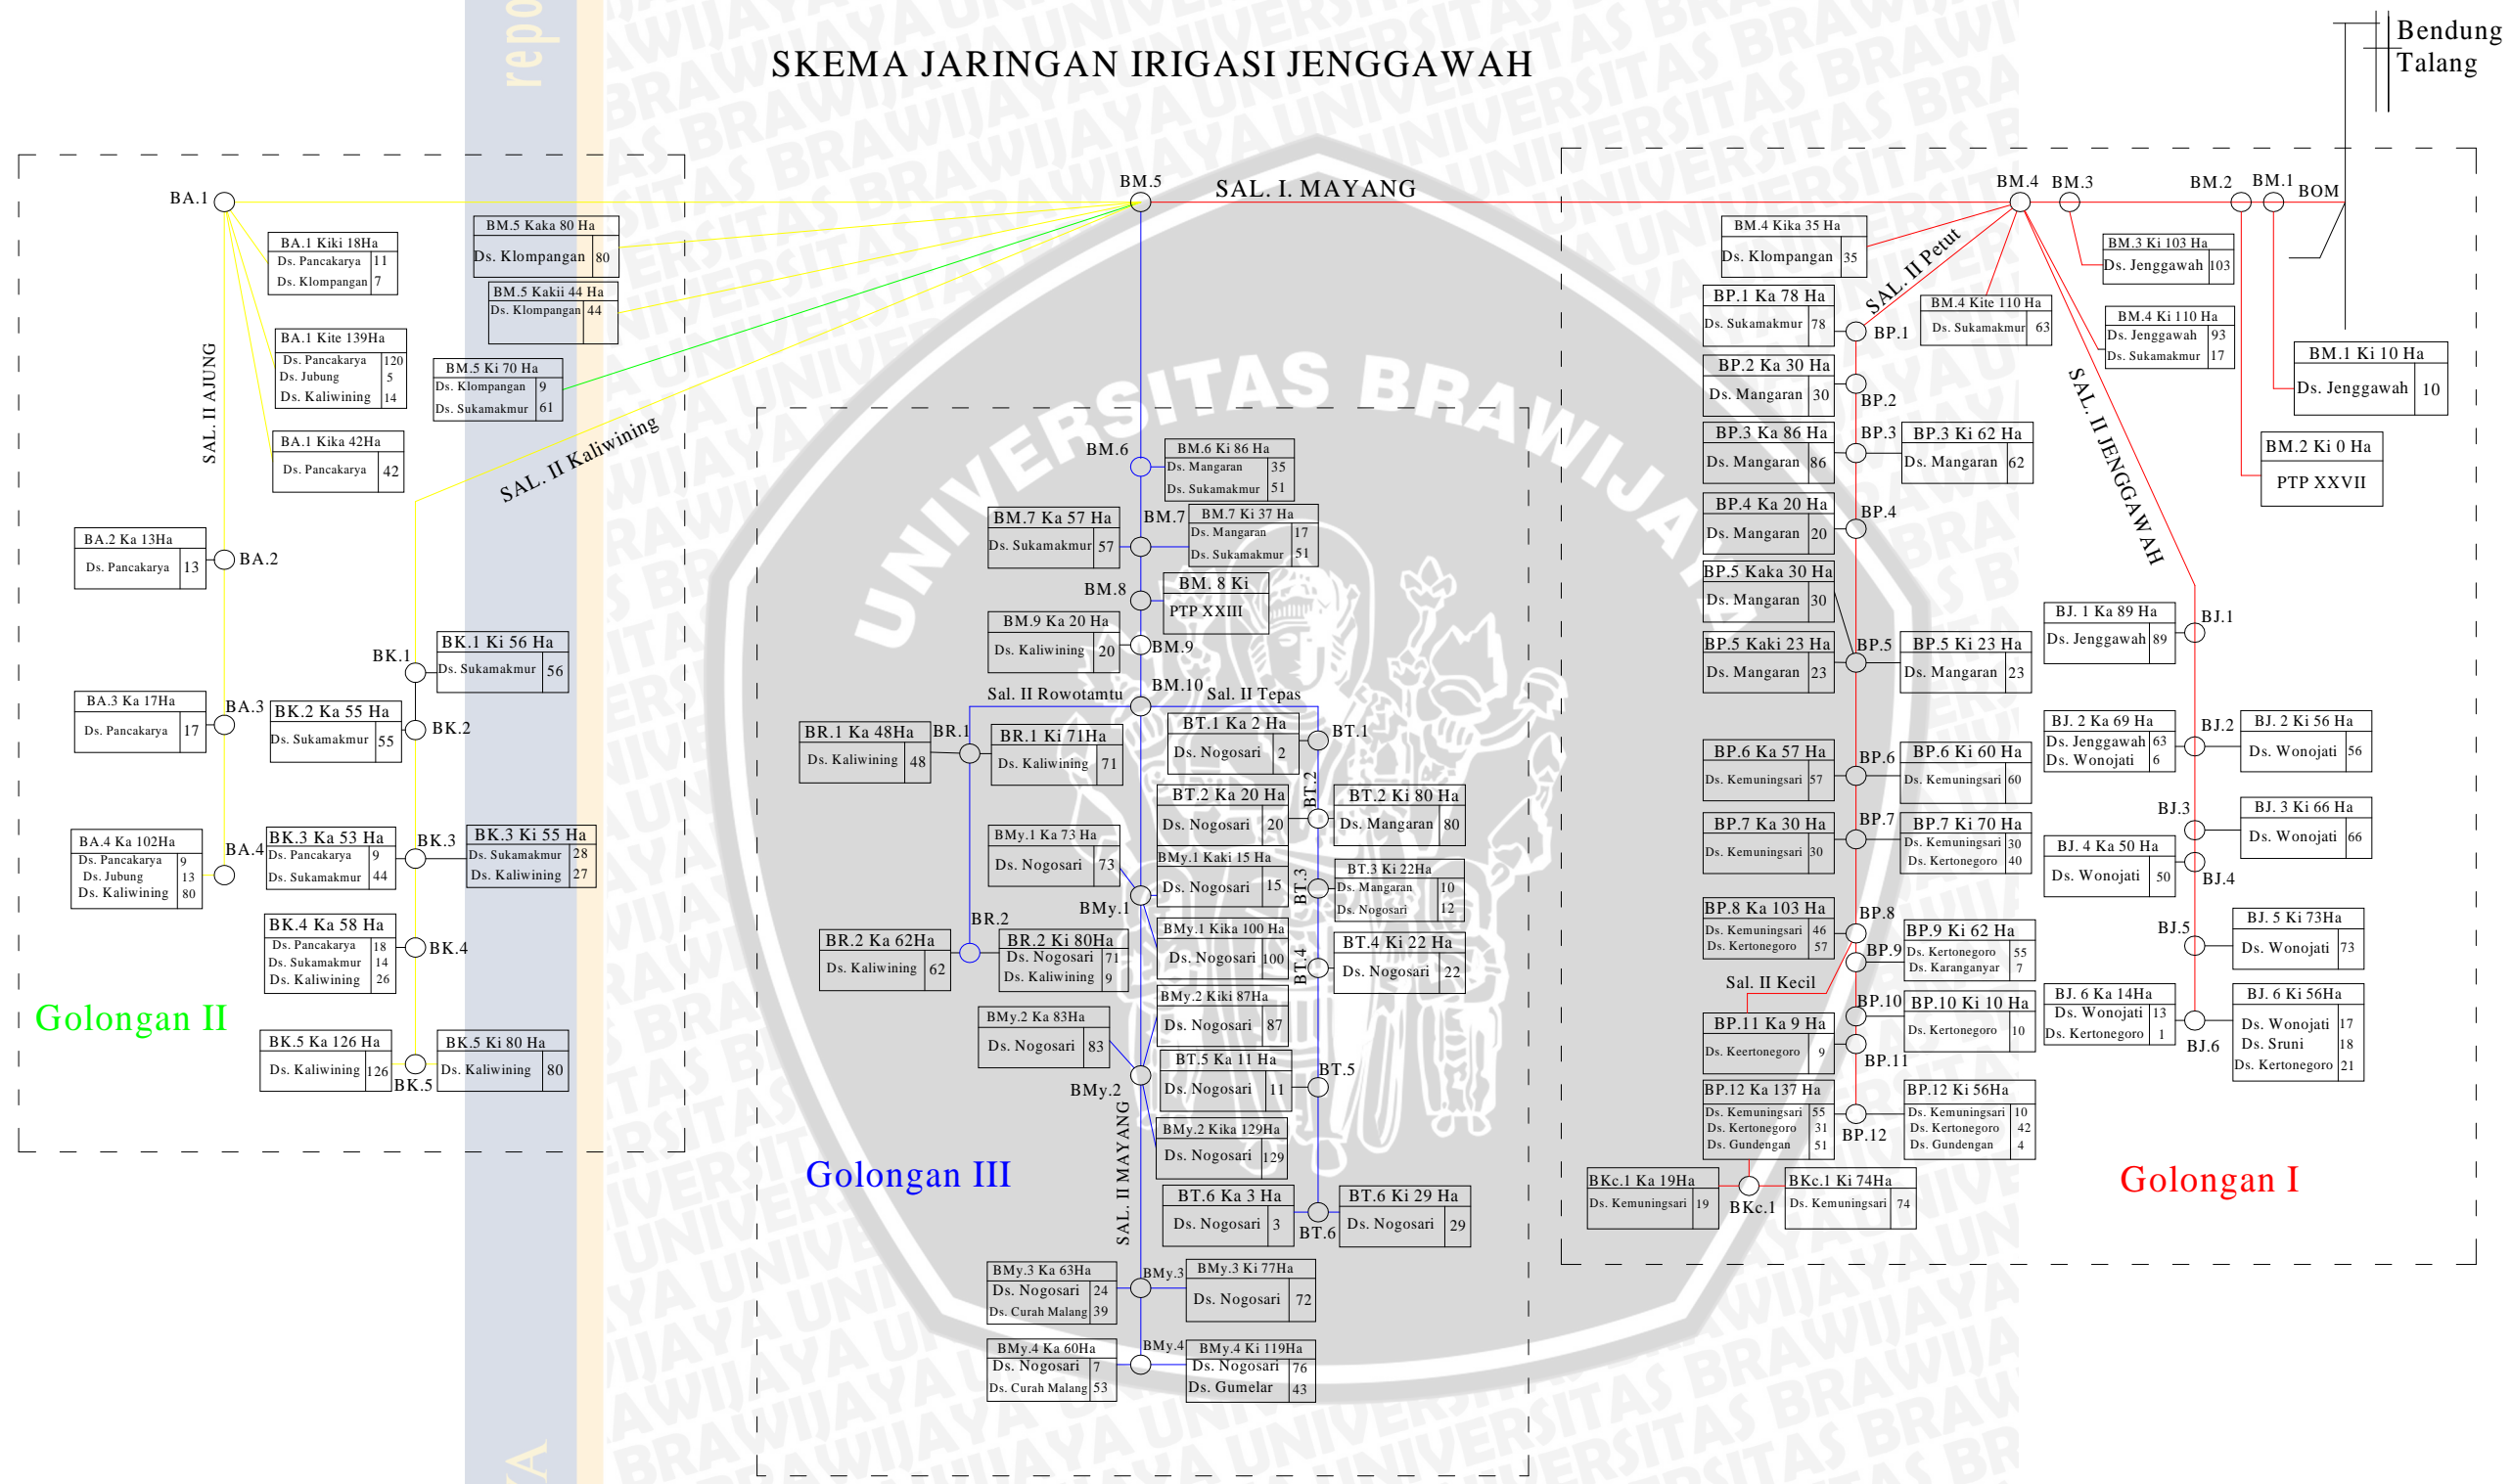 SKEMA JARINGAN IRIGASI JENGGAWAH
Bendung
Talang
repo
UNIVERSITAS BRAWIJAYA
BA.1
BM.5
SAL. I. MAYANG
BM.4
BM.3
BM.2
BM.1
BOM
BA.1 Kiki 18Ha
Ds. Pancakarya 11
Ds. Klompangan 7
BA.1 Kite 139Ha
Ds. Pancakarya 120
Ds. Jubung 5
Ds. Kaliwining 14
BA.1 Kika 42Ha
Ds. Pancakarya 42
SAL. II AJUNG
BM.5 Kaka 80 Ha
Ds. Klompangan 80
BM.5 Kakii 44 Ha
Ds. Klompangan 44
BM.5 Ki 70 Ha
Ds. Klompangan 9
Ds. Sukamakmur 61
SAL. II Kaliwining
BA.2 Ka 13Ha
Ds. Pancakarya 13
BA.2
BA.3 Ka 17Ha
Ds. Pancakarya 17
BA.3
BA.4 Ka 102Ha
Ds. Pancakarya 9
Ds. Jubung 13
Ds. Kaliwining 80
BA.4
BK.1
BK.1 Ki 56 Ha
Ds. Sukamakmur 56
BK.2 Ka 55 Ha
Ds. Sukamakmur 55
BK.2
BK.3 Ka 53 Ha
Ds. Pancakarya 9
Ds. Sukamakmur 44
BK.3
BK.3 Ki 55 Ha
Ds. Sukamakmur 28
Ds. Kaliwining 27
BK.4 Ka 58 Ha
Ds. Pancakarya 18
Ds. Sukamakmur 14
Ds. Kaliwining 26
BK.4
BK.5 Ka 126 Ha
Ds. Kaliwining 126
BK.5
BK.5 Ki 80 Ha
Ds. Kaliwining 80
Golongan II
BM.6
BM.6 Ki 86 Ha
Ds. Mangaran 35
Ds. Sukamakmur 51
BM.7 Ka 57 Ha
Ds. Sukamakmur 57
BM.7
BM.7 Ki 37 Ha
Ds. Mangaran 17
Ds. Sukamakmur 51
BM.8
BM. 8 Ki
PTP XXIII
BM.9 Ka 20 Ha
Ds. Kaliwining 20
BM.9
Sal. II Rowotamtu
BM.10
Sal. II Tepas
BR.1 Ka 48Ha
Ds. Kaliwining 48
BR.1
BR.1 Ki 71Ha
Ds. Kaliwining 71
BT.1 Ka 2 Ha
Ds. Nogosari 2
BT.1
BT.2 Ka 20 Ha
Ds. Nogosari 20
BT.2
BT.2 Ki 80 Ha
Ds. Mangaran 80
BMy.1 Ka 73 Ha
Ds. Nogosari 73
BMy.1
BMy.1 Kaki 15 Ha
Ds. Nogosari 15
BT.3
BT.3 Ki 22Ha
Ds. Mangaran 10
Ds. Nogosari 12
BR.2 Ka 62Ha
Ds. Kaliwining 62
BR.2
BR.2 Ki 80Ha
Ds. Nogosari 71
Ds. Kaliwining 9
BMy.1 Kika 100 Ha
Ds. Nogosari 100
BT.4
BT.4 Ki 22 Ha
Ds. Nogosari 22
BMy.2 Ka 83Ha
Ds. Nogosari 83
BMy.2
BMy.2 Kiki 87Ha
Ds. Nogosari 87
BT.5 Ka 11 Ha
Ds. Nogosari 11
BT.5
BMy.2 Kika 129Ha
Ds. Nogosari 129
SAL. II MAYANG
BT.6 Ka 3 Ha
Ds. Nogosari 3
BT.6
BT.6 Ki 29 Ha
Ds. Nogosari 29
BMy.3 Ka 63Ha
Ds. Nogosari 24
Ds. Curah Malang 39
BMy.3
BMy.3 Ki 77Ha
Ds. Nogosari 72
BMy.4 Ka 60Ha
Ds. Nogosari 7
Ds. Curah Malang 53
BMy.4
BMy.4 Ki 119Ha
Ds. Nogosari 76
Ds. Gumelar 43
Golongan III
BM.4 Kika 35 Ha
Ds. Klompangan 35
SAL. II Petut
BM.4 Kite 110 Ha
Ds. Sukamakmur 63
BM.3 Ki 103 Ha
Ds. Jenggawah 103
BM.4 Ki 110 Ha
Ds. Jenggawah 93
Ds. Sukamakmur 17
BM.1 Ki 10 Ha
Ds. Jenggawah 10
BM.2 Ki 0 Ha
PTP XXVII
SAL. II JENGGAWAH
BP.1 Ka 78 Ha
Ds. Sukamakmur 78
BP.1
BP.2 Ka 30 Ha
Ds. Mangaran 30
BP.2
BP.3 Ka 86 Ha
Ds. Mangaran 86
BP.3
BP.3 Ki 62 Ha
Ds. Mangaran 62
BP.4 Ka 20 Ha
Ds. Mangaran 20
BP.4
BP.5 Kaka 30 Ha
Ds. Mangaran 30
BP.5 Kaki 23 Ha
Ds. Mangaran 23
BP.5
BP.5 Ki 23 Ha
Ds. Mangaran 23
BP.6 Ka 57 Ha
Ds. Kemuningsari 57
BP.6
BP.6 Ki 60 Ha
Ds. Kemuningsari 60
BP.7 Ka 30 Ha
Ds. Kemuningsari 30
BP.7
BP.7 Ki 70 Ha
Ds. Kemuningsari 30
Ds. Kertonegoro 40
BP.8 Ka 103 Ha
Ds. Kemuningsari 46
Ds. Kertonegoro 57
BP.8
BP.9
BP.9 Ki 62 Ha
Ds. Kertonegoro 55
Ds. Karanganyar 7
Sal. II Kecil
BP.10
BP.10 Ki 10 Ha
Ds. Kertonegoro 10
BP.11 Ka 9 Ha
Ds. Keertonegoro 9
BP.11
BP.12 Ka 137 Ha
Ds. Kemuningsari 55
Ds. Kertonegoro 31
Ds. Gundengan 51
BP.12
BP.12 Ki 56Ha
Ds. Kemuningsari 10
Ds. Kertonegoro 42
Ds. Gundengan 4
BKc.1 Ka 19Ha
Ds. Kemuningsari 19
BKc.1
BKc.1 Ki 74Ha
Ds. Kemuningsari 74
BJ. 1 Ka 89 Ha
Ds. Jenggawah 89
BJ.1
BJ. 2 Ka 69 Ha
Ds. Jenggawah 63
Ds. Wonojati 6
BJ.2
BJ. 2 Ki 56 Ha
Ds. Wonojati 56
BJ.3
BJ. 3 Ki 66 Ha
Ds. Wonojati 66
BJ. 4 Ka 50 Ha
Ds. Wonojati 50
BJ.4
BJ.5
BJ. 5 Ki 73Ha
Ds. Wonojati 73
BJ. 6 Ka 14Ha
Ds. Wonojati 13
Ds. Kertonegoro 1
BJ.6
BJ. 6 Ki 56Ha
Ds. Wonojati 17
Ds. Sruni 18
Ds. Kertonegoro 21
Golongan I